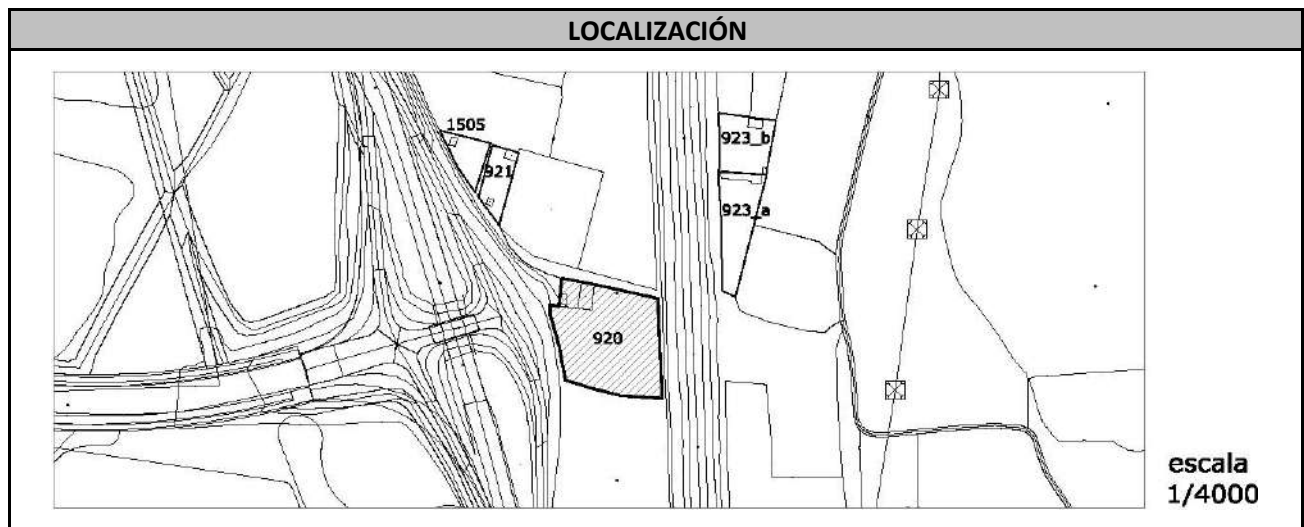 LOCALIZACIÓN
1505
921
923_b
923_a
920
escala
1/4000